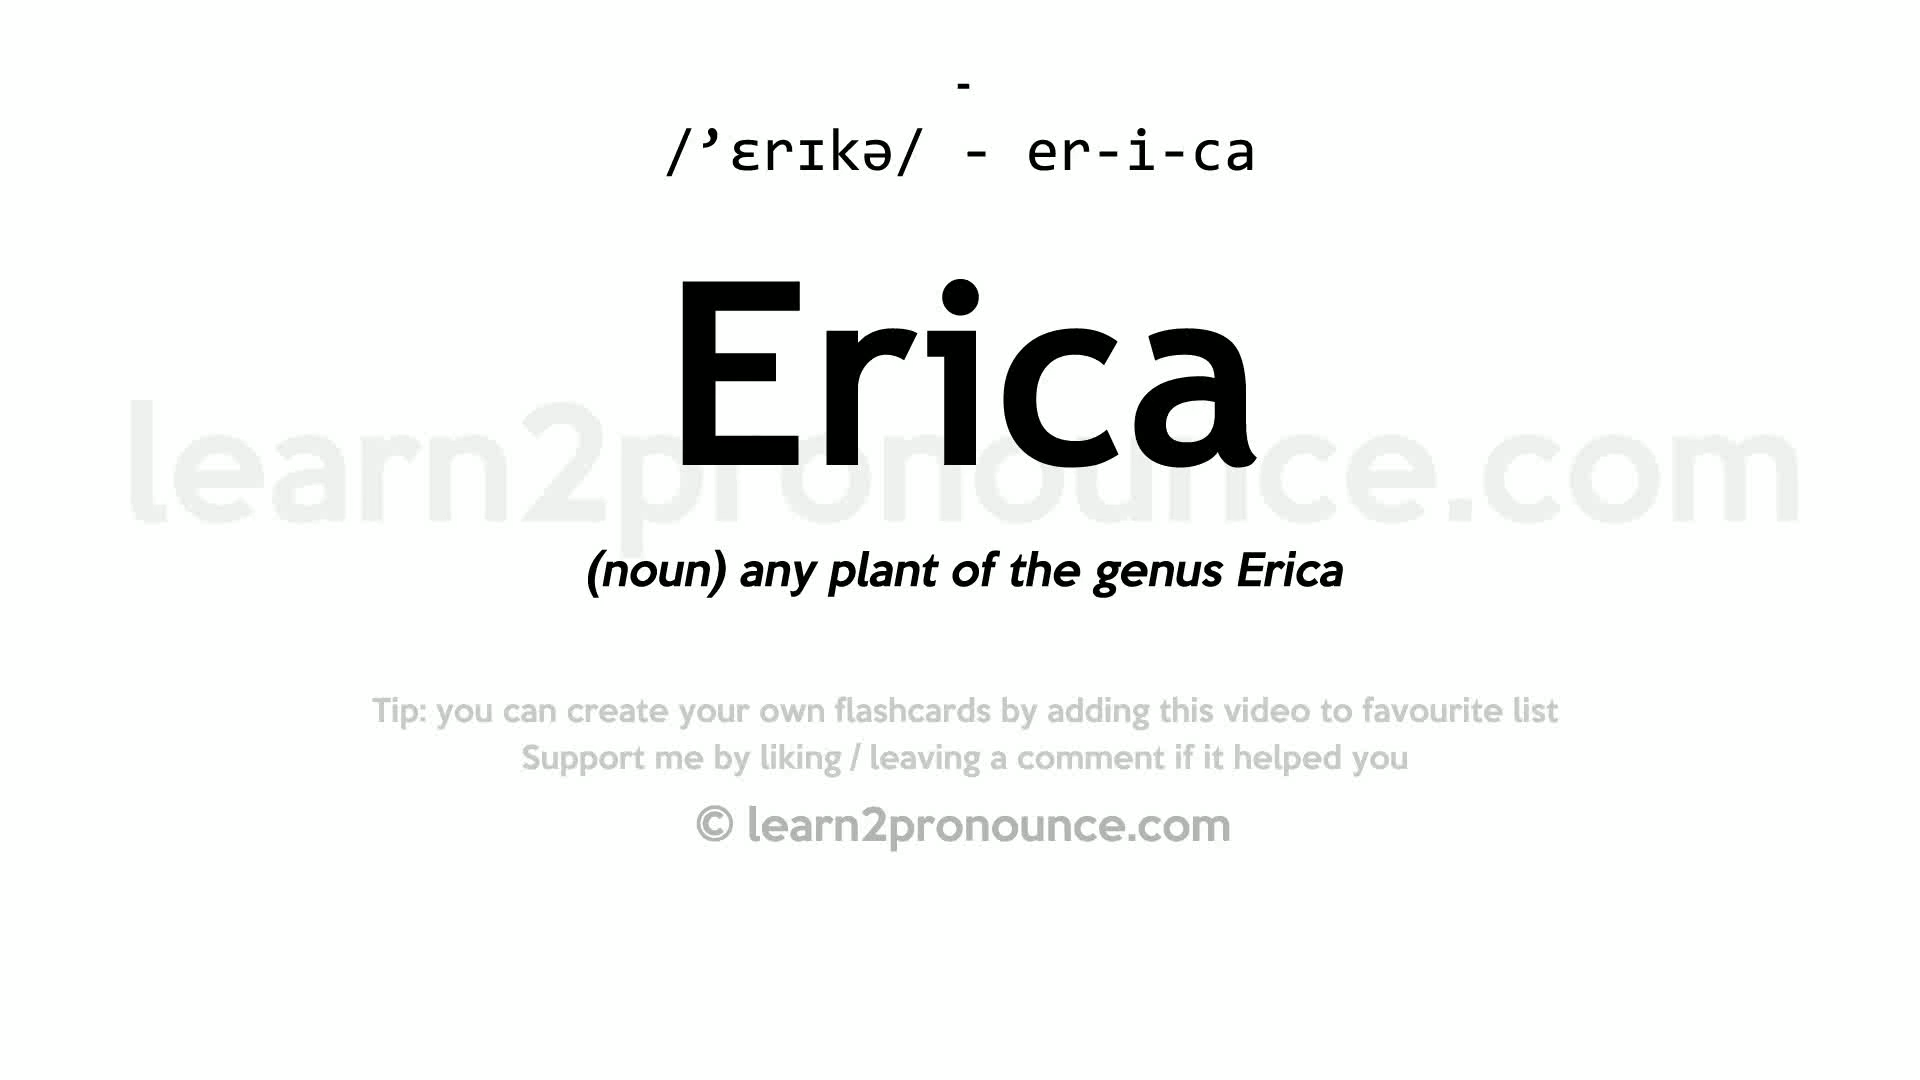 -
/’ɛrɪkə/ - er-i-ca
Erica
learn2pronounce.com
(noun) any plant of the genus Erica
Tip: you can create your own flashcards by adding this video to favourite list
Support me by liking / leaving a comment if it helped you
© learn2pronounce.com